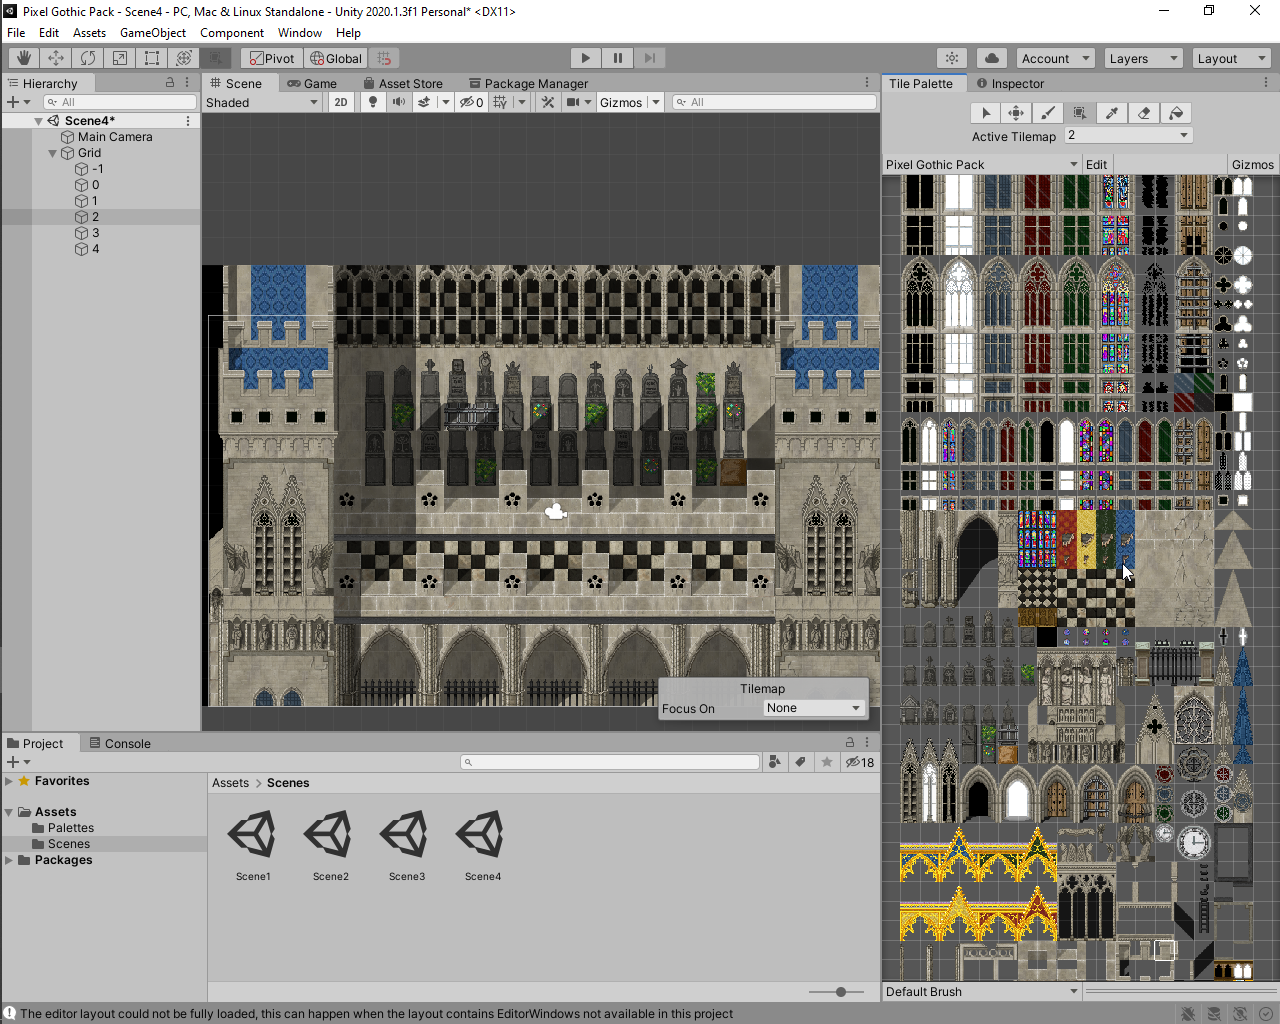 Pixel Gothic Pack - Scene4 - PC, Mac & Linux Standalone - Unity 2020.1.3f1 Personal* <DX11>
File Edit Assets GameObject Component Window Help
Pivot Global Account Layers Layout
Hierarchy
All
Scene4*
Main Camera
Grid
-1
0
1
2
3
4
Scene Game Asset Store Package Manager
Shaded 2D 0 Gizmos All
Tilemap
Focus On None
Tile Palette Inspector
Active Tilemap 2
Pixel Gothic Pack Edit Gizmos
Default Brush
Project Console
18
Favorites
Assets
Palettes
Scenes
Packages
Assets > Scenes
Scene1 Scene2 Scene3 Scene4
The editor layout could not be fully loaded, this can happen when the layout contains EditorWindows not available in this project